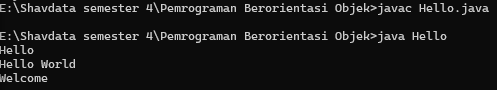 E:\Shavdata semester 4\Pemrograman Berorientasi Objek>javac Hello.java
E:\Shavdata semester 4\Pemrograman Berorientasi Objek>java Hello
Hello
Hello World
Welcome